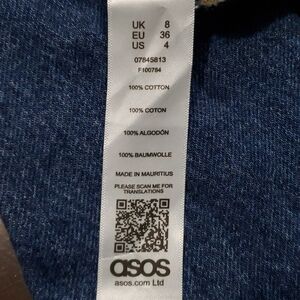 UK 8
EU 36
US 4
07845813
F100784
100% COTTON
100% COTON
100% ALGODÓN
100% BAUMWOLLE
MADE IN MAURITIUS
PLEASE SCAN ME FOR
TRANSLATIONS
asos
asos.com Ltd